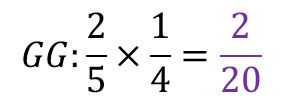 GG: 2/5 × 1/4 = 2/20